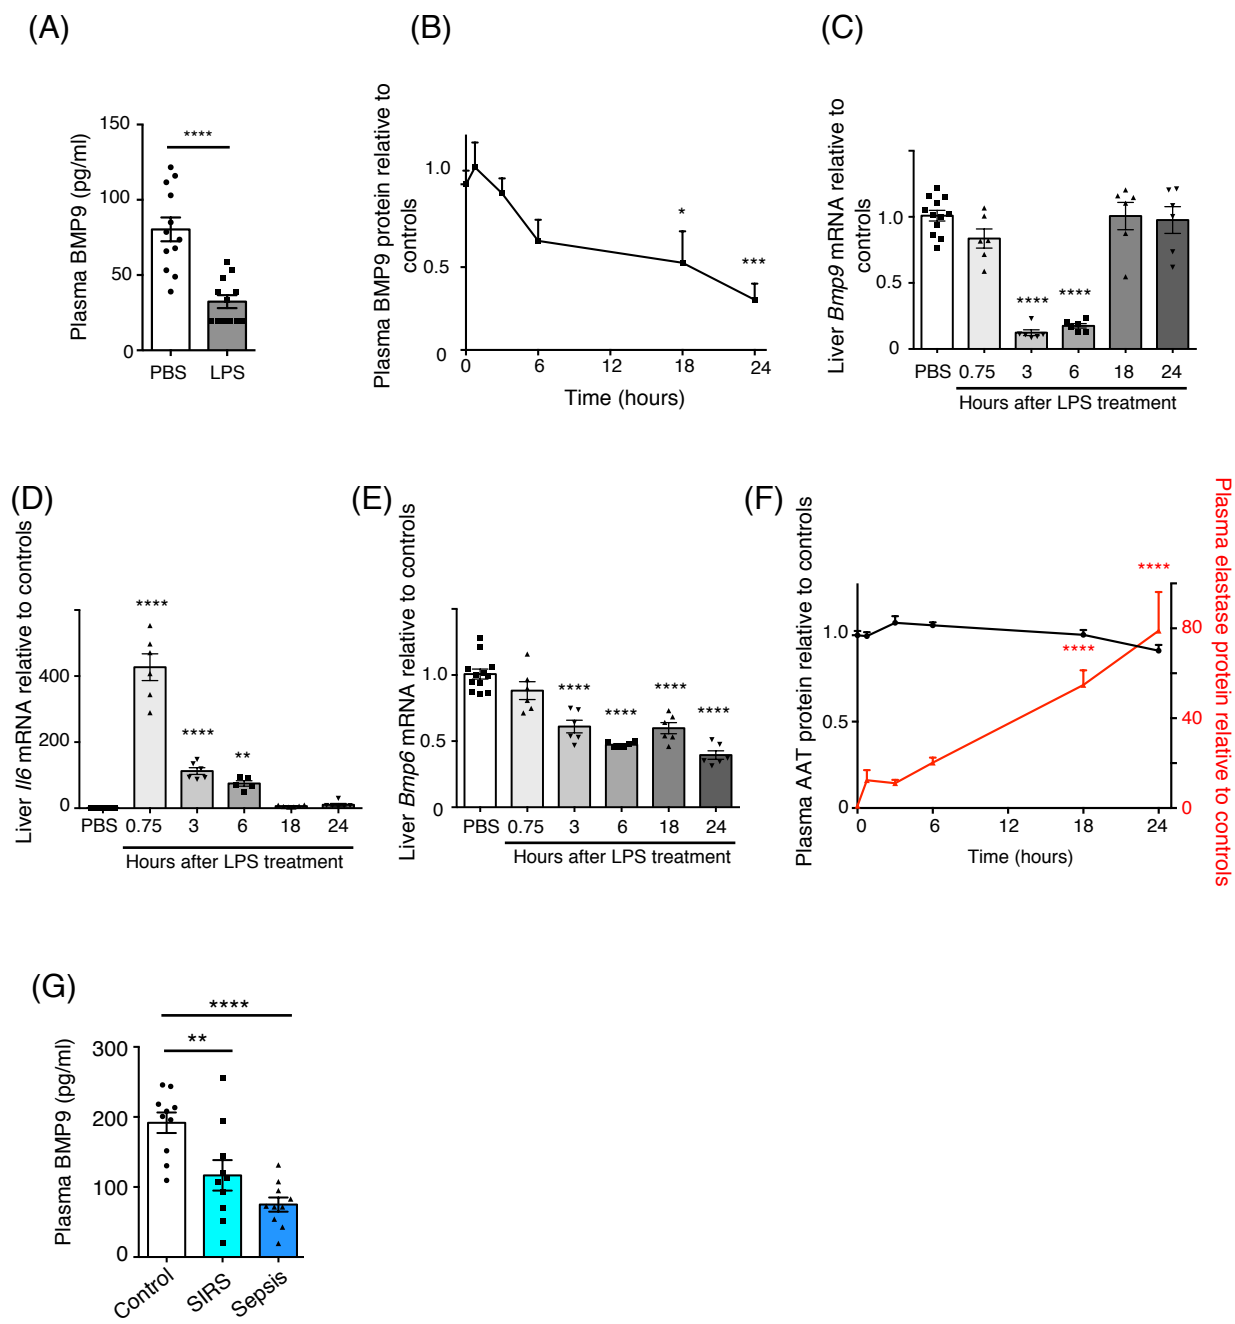 (A)
Plasma BMP9 (pg/ml)
150
100
50
0
****
PBS LPS
(B)
Plasma BMP9 protein relative to
controls
1.0
0.5
0
*
***
0 6 12 18 24
Time (hours)
(C)
Liver Bmp9 mRNA relative to
controls
1.0
0.5
0
**** ****
PBS 0.75 3 6 18 24
Hours after LPS treatment
(D)
Liver Il6 mRNA relative to controls
400
200
0
****
****
**
PBS 0.75 3 6 18 24
Hours after LPS treatment
(E)
Liver Bmp6 mRNA relative to controls
1.0
0.5
0
**** **** **** ****
PBS 0.75 3 6 18 24
Hours after LPS treatment
(F)
Plasma AAT protein relative to controls
1.0
0.5
0
Plasma elastase protein relative to controls
80
40
0
****
****
0 6 12 18 24
Time (hours)
(G)
Plasma BMP9 (pg/ml)
300
200
100
0
****
**
Control SIRS Sepsis